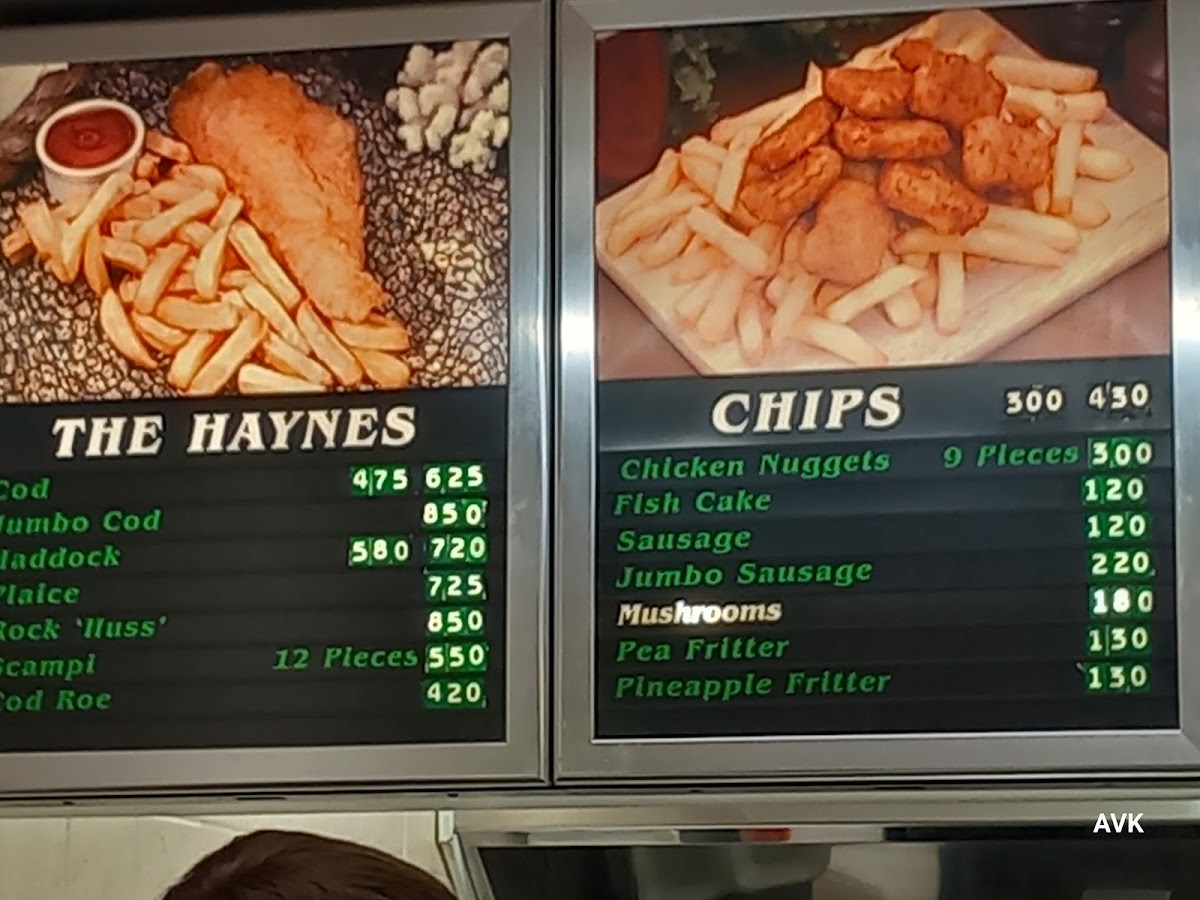 THE HAYNES
Cod 475 625
Jumbo Cod 850
Haddock 580 720
Plaice 725
Rock 'Huss' 850
Scampi 12 Pieces 550
Cod Roe 420
CHIPS 300 430
Chicken Nuggets 9 Pieces 300
Fish Cake 120
Sausage 120
Jumbo Sausage 220
Mushrooms 180
Pea Fritter 130
Pineapple Fritter 130
AVK